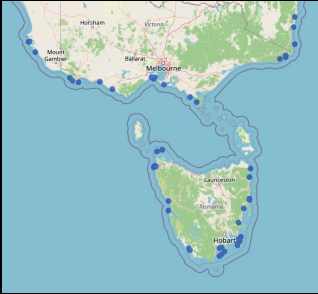 Horsham
Victoria
Mount
Gambier
Ballarat
Melbourne
Launceston
Tasmania
Hobart